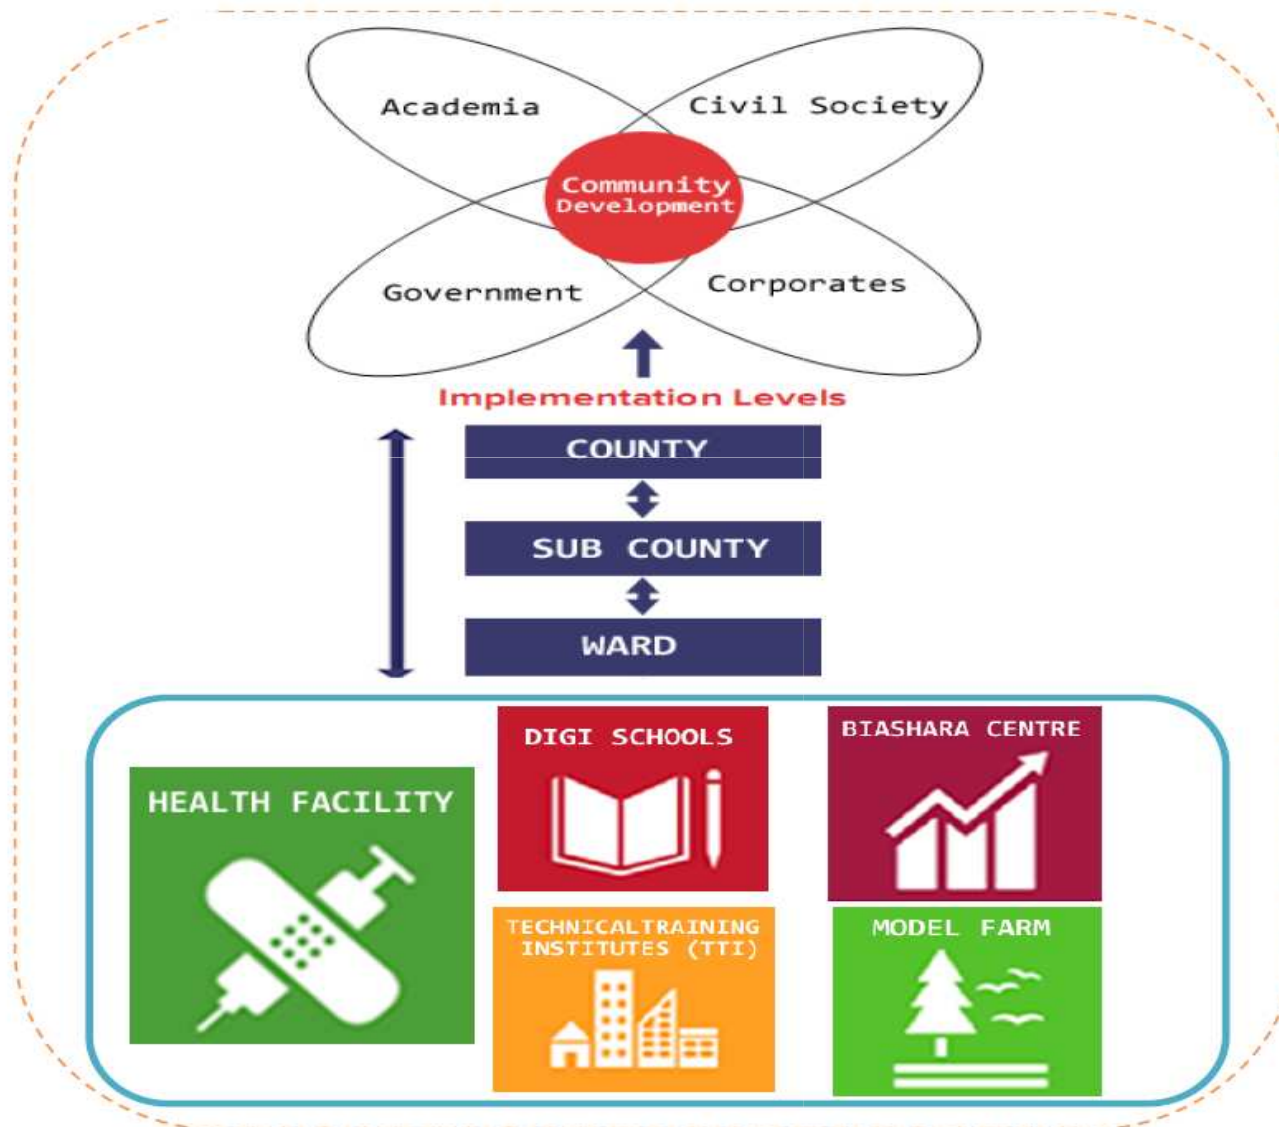 Academia
Civil Society
Community
Development
Government
Corporates
Implementation Levels
COUNTY
SUB COUNTY
WARD
HEALTH FACILITY
DIGI SCHOOLS
BIASHARA CENTRE
TECHNICALTRAINING
INSTITUTES (TTI)
MODEL FARM